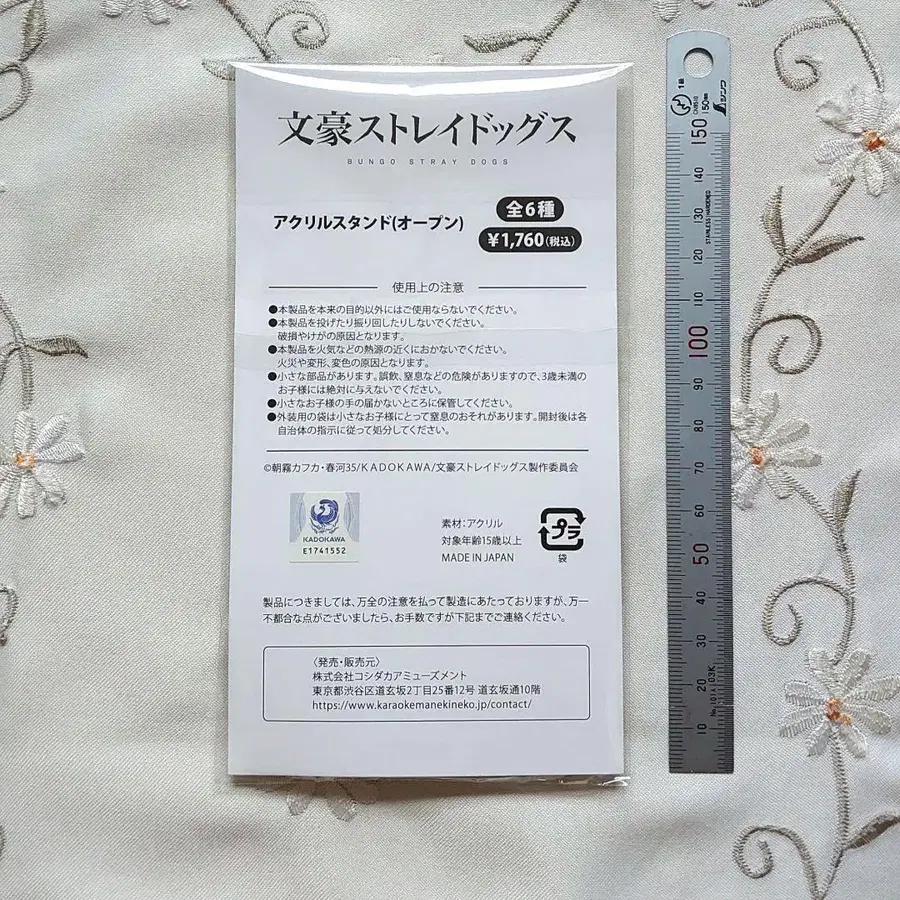 文豪ストレイドッグス
BUNGO STRAY DOGS
アクリルスタンド(オープン)
全6種
¥1,760(税込)
使用上の注意
●本製品を本来の目的以外にはご使用ならないでください。
●本製品を投げたり振り回したりしないでください。
破損やけがの原因となります。
●本製品を火気などの熱源の近くにおかないでください。
火災や変形、変色の原因となります。
●小さな部品があります。誤飲、窒息などの危険がありますので、3歳未満の
お子様には絶対に与えないでください。
●小さなお子様の手の届かないところに保管してください。
●外装用の袋は小さなお子様にとって窒息のおそれがあります。開封後は各
自治体の指示に従って処分してください。
©朝霧カフカ・春河35/KADOKAWA/文豪ストレイドッグス製作委員会
KADOKAWA
E1741552
素材:アクリル
対象年齢15歳以上
MADE IN JAPAN
プラ
袋
製品につきましては、万全の注意を払って製造にあたっておりますが、万一
不都合な点がございましたら、お手数ですが下記までご連絡ください。
〈発売・販売元〉
株式会社コシダカアミューズメント
東京都渋谷区道玄坂2丁目25番12号 道玄坂通10階
https://www.karaokemanekineko.jp/contact/
1級
150mm
シンワ
150
140
130
120
110
100
90
80
70
60
50
40
30
20
10
STAINLESS HARDENED